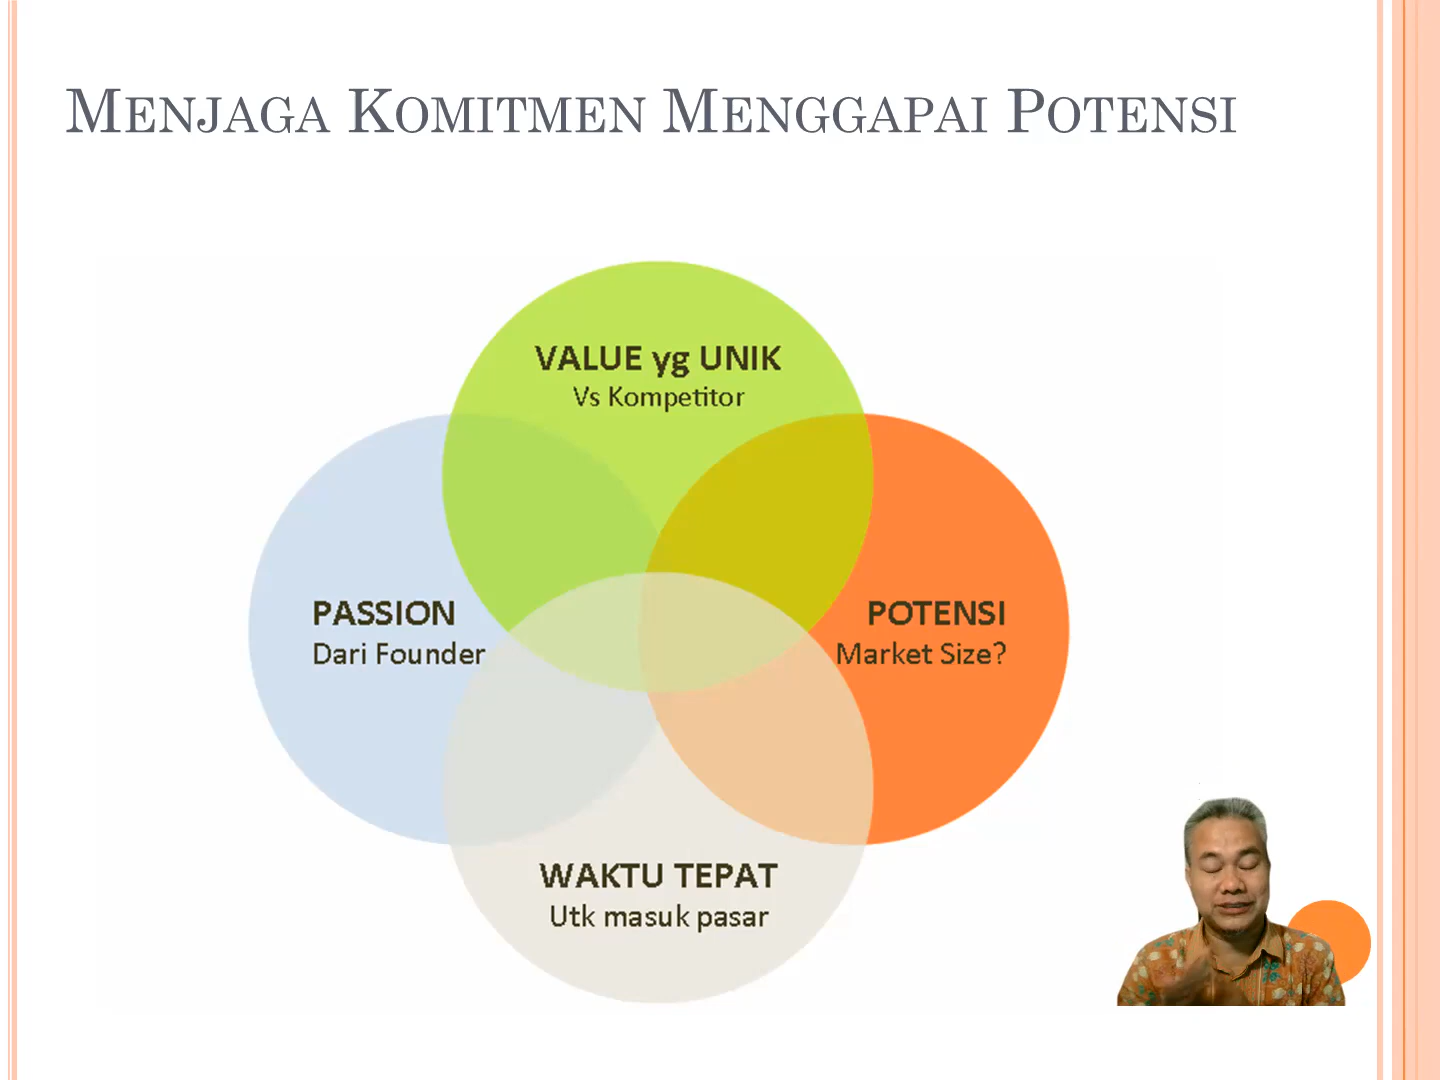 MENJAGA KOMITMEN MENGGAPAI POTENSI
VALUE yg UNIK
Vs Kompetitor
PASSION
Dari Founder
POTENSI
Market Size?
WAKTU TEPAT
Utk masuk pasar